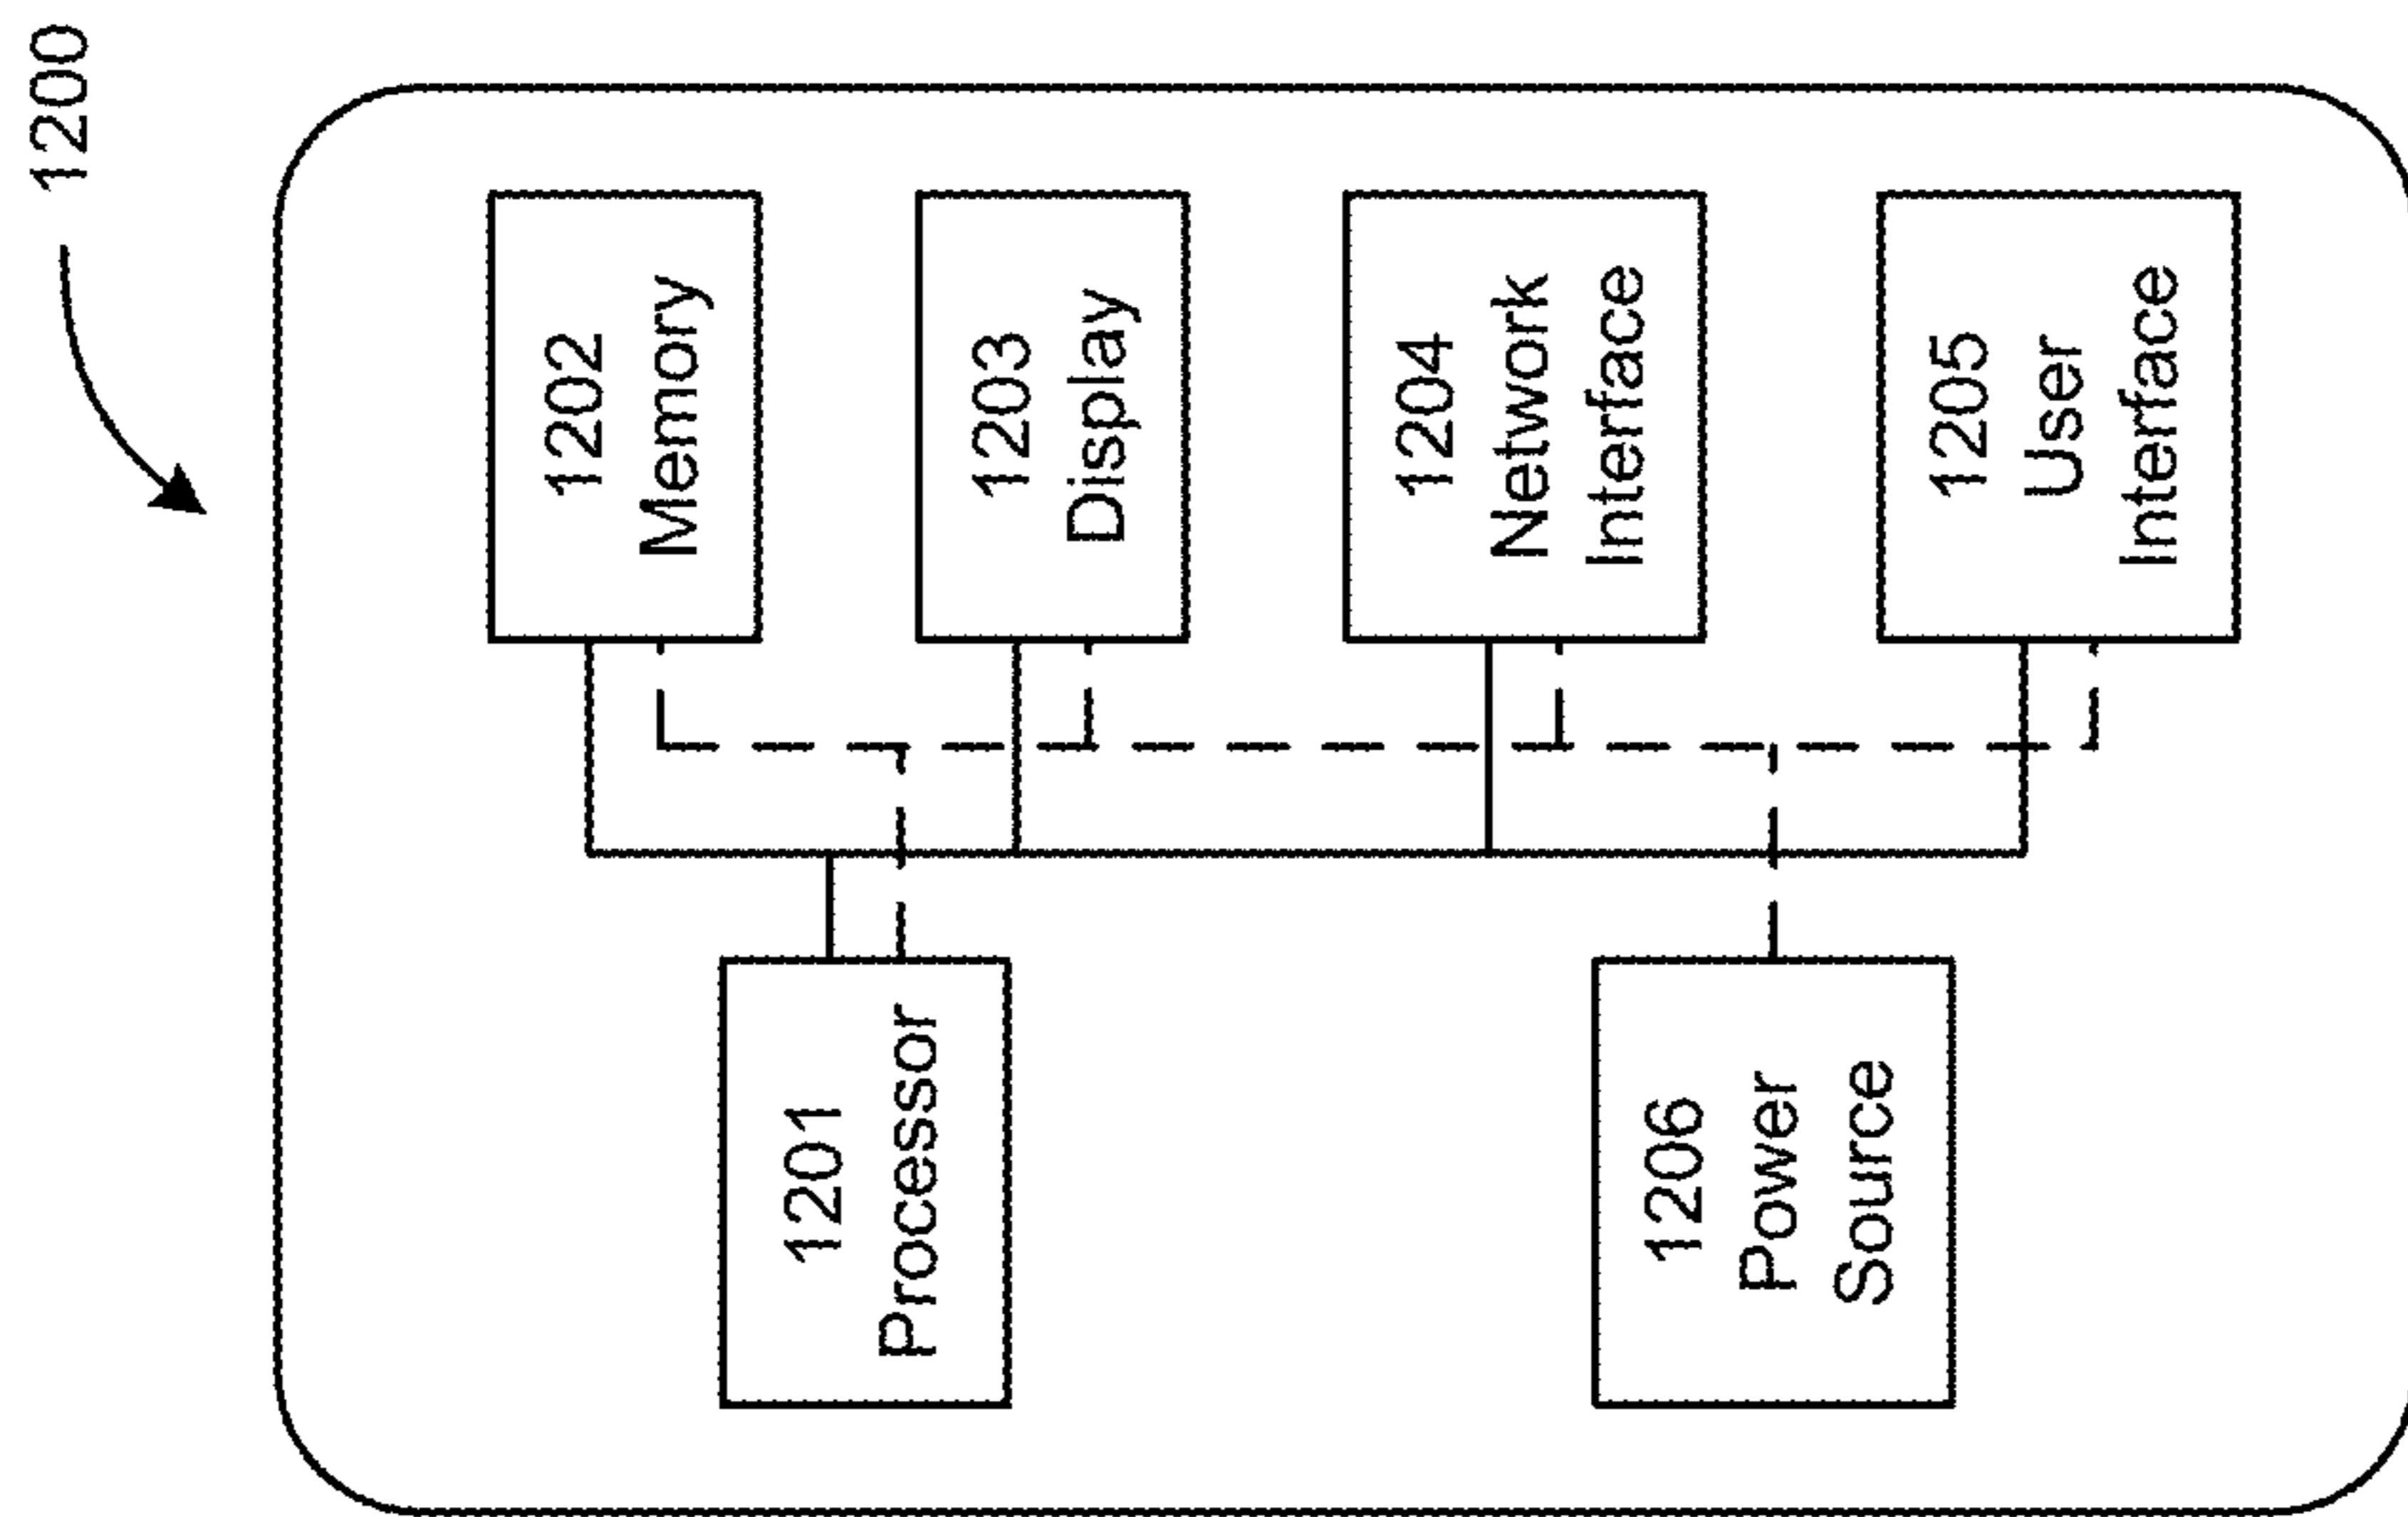 1200
1201
Processor
1202
Memory
1203
Display
1204
Network
Interface
1206
Power
Source
1205
User
Interface